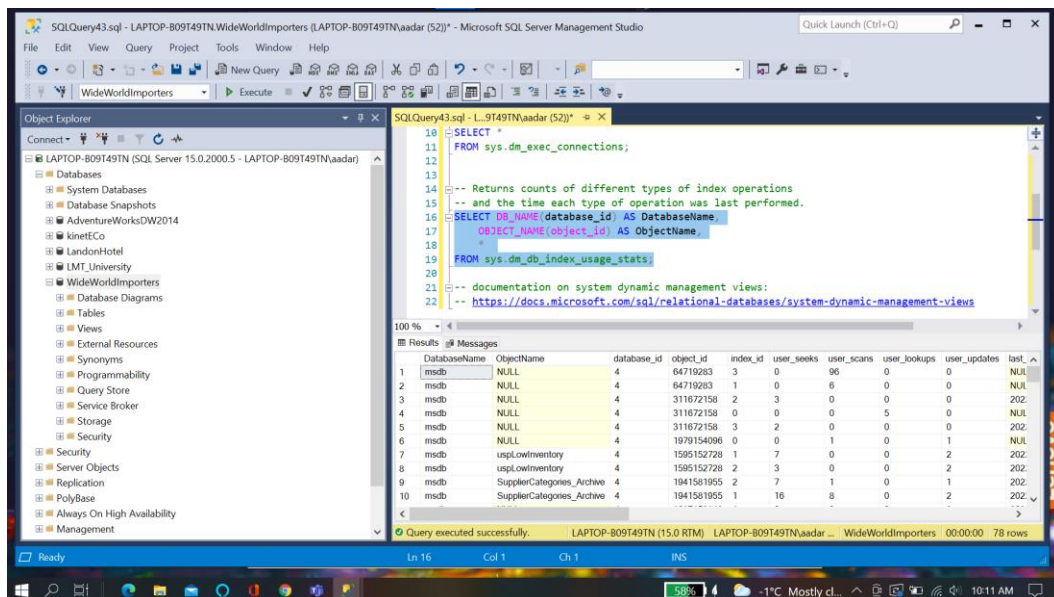 SQLQuery43.sql - LAPTOP-B09T49TN.WideWorldImporters (LAPTOP-B09T49TN\aadar (52))* - Microsoft SQL Server Management Studio
Quick Launch (Ctrl+Q)
File Edit View Query Project Tools Window Help
New Query
WideWorldImporters Execute
Object Explorer
Connect
LAPTOP-B09T49TN (SQL Server 15.0.2000.5 - LAPTOP-B09T49TN\aadar)
Databases
System Databases
Database Snapshots
AdventureWorksDW2014
kinetECo
LandonHotel
LMT_University
WideWorldImporters
Database Diagrams
Tables
Views
External Resources
Synonyms
Programmability
Query Store
Service Broker
Storage
Security
Security
Server Objects
Replication
PolyBase
Always On High Availability
Management
SQLQuery43.sql - L...9T49TN\aadar (52))*
10 SELECT *
11 FROM sys.dm_exec_connections;
12
13
14 -- Returns counts of different types of index operations
15 -- and the time each type of operation was last performed.
16 SELECT DB_NAME(database_id) AS DatabaseName,
17 OBJECT_NAME(object_id) AS ObjectName,
18 *
19 FROM sys.dm_db_index_usage_stats;
20
21 -- documentation on system dynamic management views:
22 -- https://docs.microsoft.com/sql/relational-databases/system-dynamic-management-views
100 %
Results Messages
DatabaseName ObjectName database_id object_id index_id user_seeks user_scans user_lookups user_updates last_
1 msdb NULL 4 64719283 3 0 96 0 0 NUL
2 msdb NULL 4 64719283 1 0 6 0 0 NUL
3 msdb NULL 4 311672158 2 3 0 0 0 202
4 msdb NULL 4 311672158 0 0 0 5 0 NUL
5 msdb NULL 4 311672158 3 2 0 0 0 202
6 msdb NULL 4 1979154096 0 0 1 0 1 NUL
7 msdb uspLowInventory 4 1595152728 1 7 0 0 2 202
8 msdb uspLowInventory 4 1595152728 2 3 0 0 2 202
9 msdb SupplierCategories_Archive 4 1941581955 2 7 1 0 1 202
10 msdb SupplierCategories_Archive 4 1941581955 1 16 8 0 2 202
Query executed successfully. LAPTOP-B09T49TN (15.0 RTM) LAPTOP-B09T49TN\aadar ... WideWorldImporters 00:00:00 78 rows
Ready Ln 16 Col 1 Ch 1 INS
58% -1°C Mostly cl... 10:11 AM